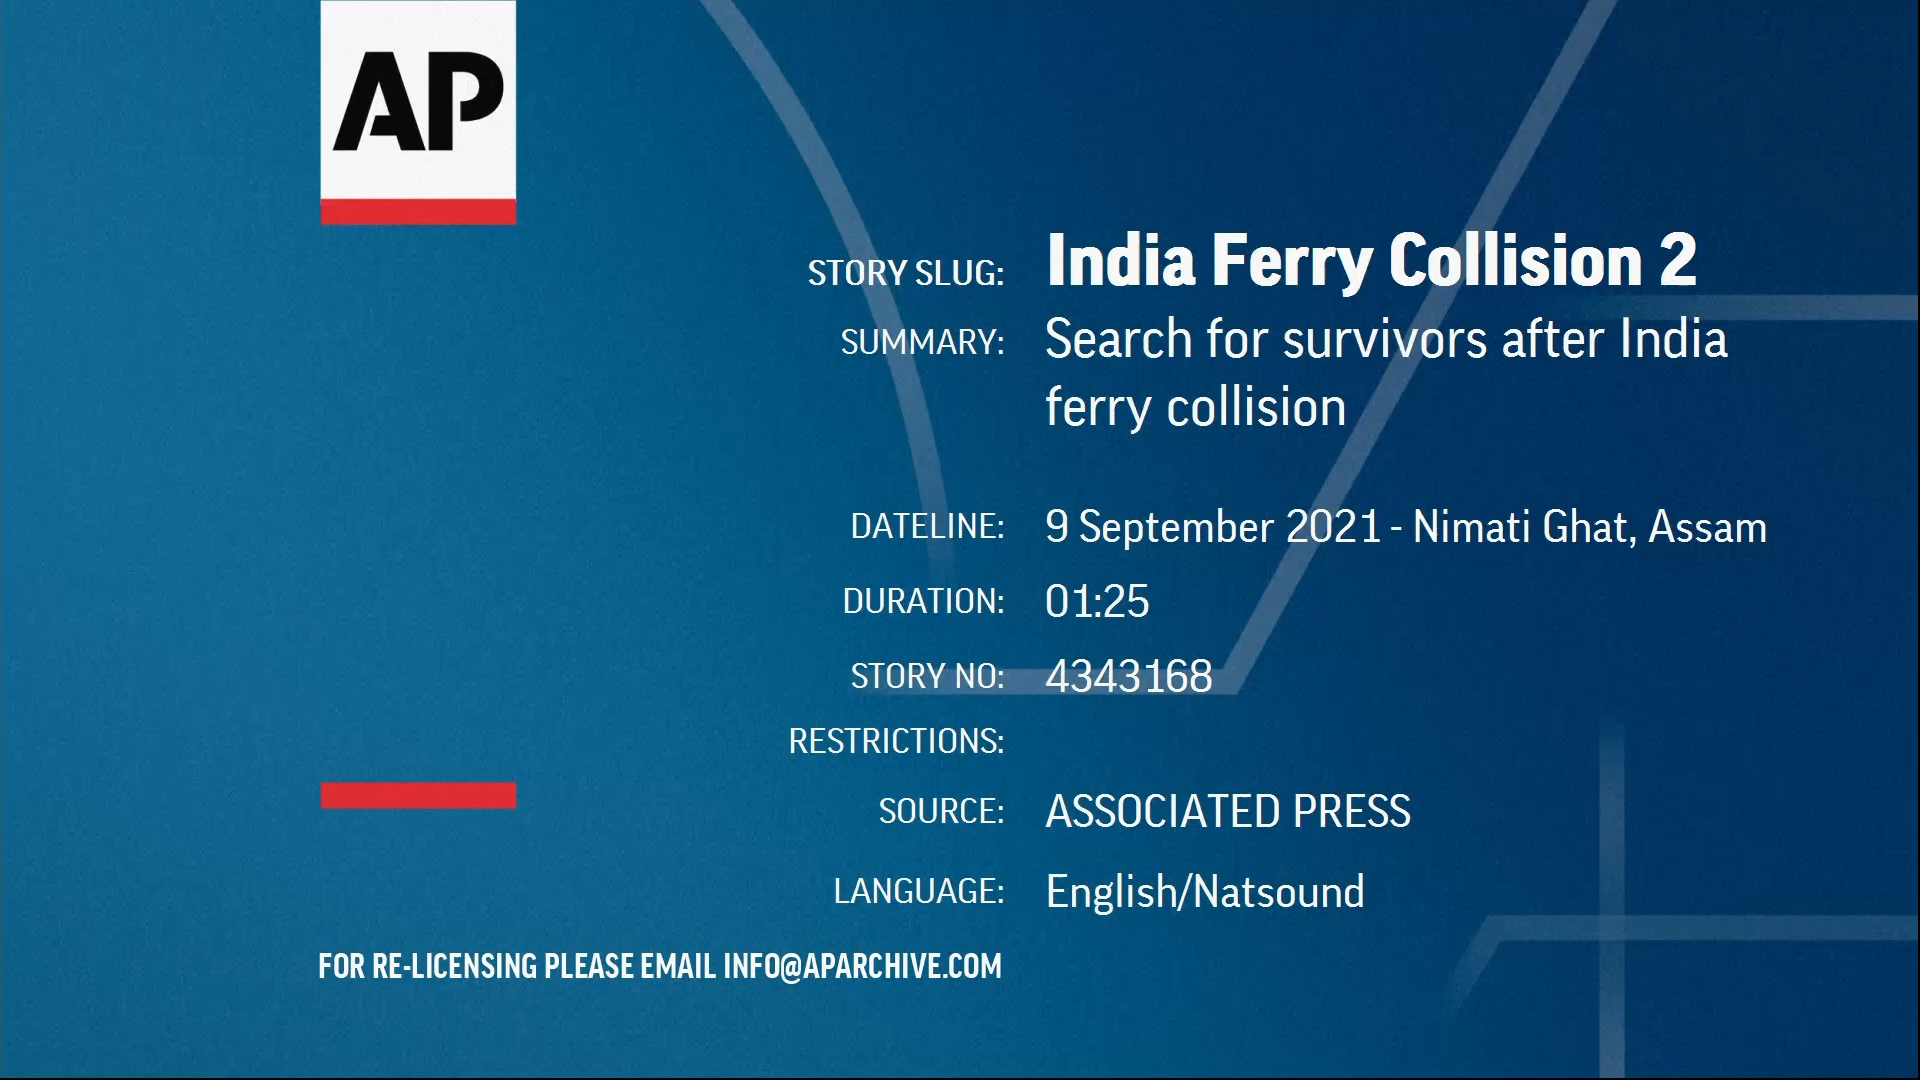 AP
STORY SLUG: India Ferry Collision 2
SUMMARY: Search for survivors after India
ferry collision
DATELINE: 9 September 2021 - Nimati Ghat, Assam
DURATION: 01:25
STORY NO: 4343168
RESTRICTIONS:
SOURCE: ASSOCIATED PRESS
LANGUAGE: English/Natsound
FOR RE-LICENSING PLEASE EMAIL INFO@APARCHIVE.COM